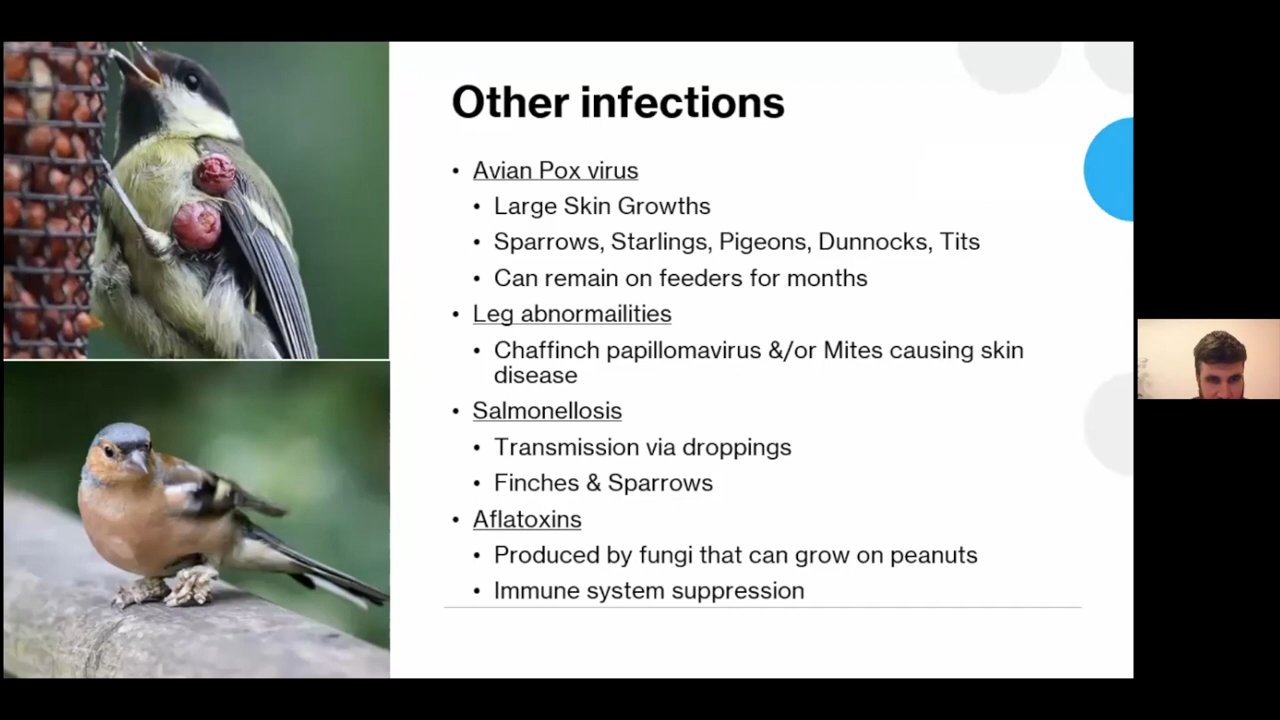 Other infections
• Avian Pox virus
• Large Skin Growths
• Sparrows, Starlings, Pigeons, Dunnocks, Tits
• Can remain on feeders for months
• Leg abnormailities
• Chaffinch papillomavirus &/or Mites causing skin
disease
• Salmonellosis
• Transmission via droppings
• Finches & Sparrows
• Aflatoxins
• Produced by fungi that can grow on peanuts
• Immune system suppression